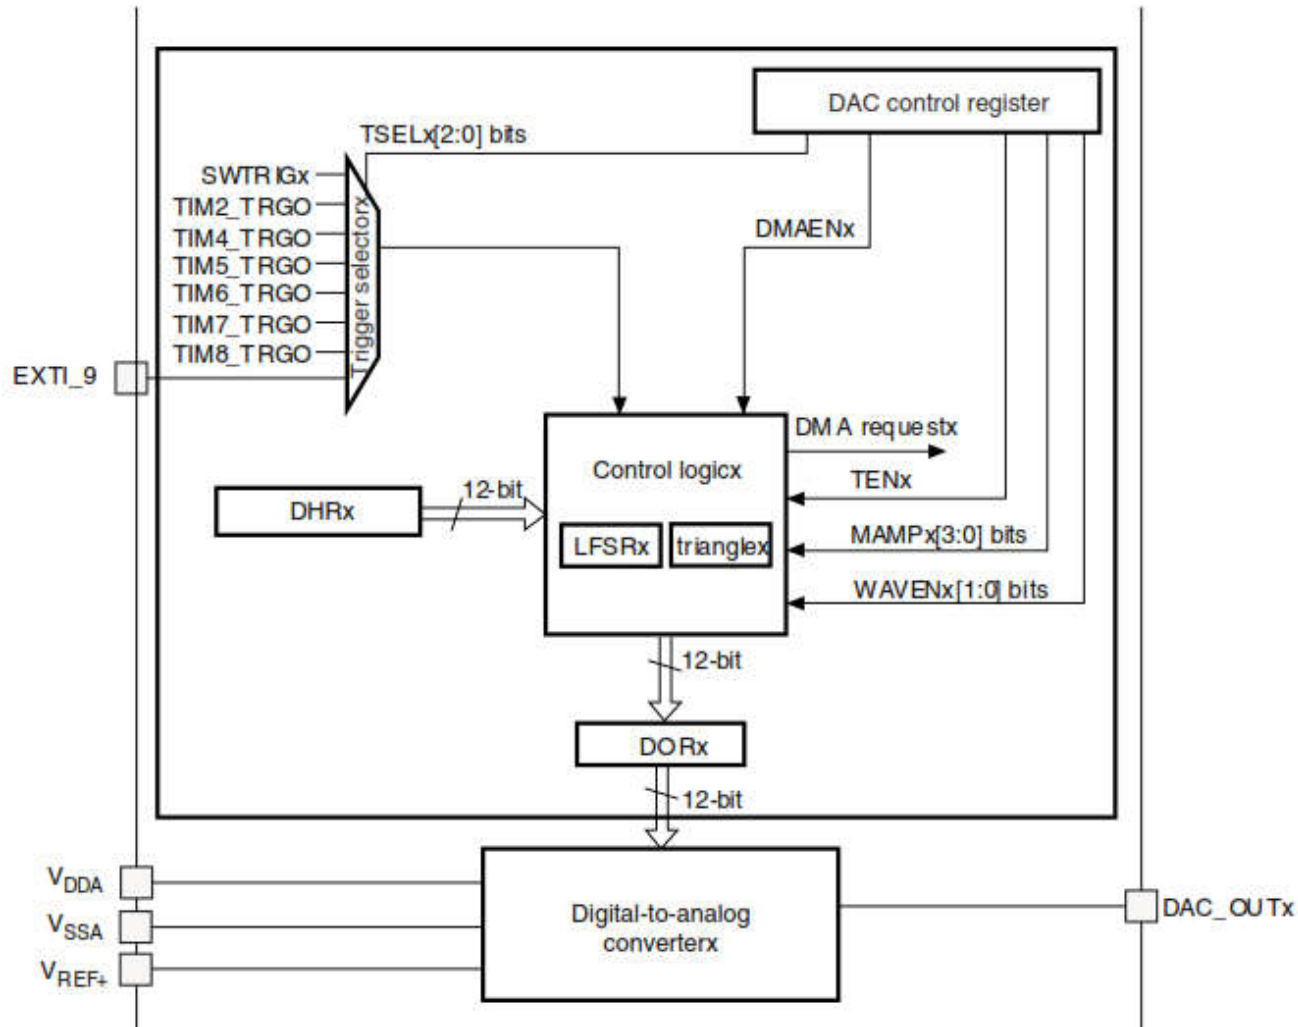 DAC control register
TSELx[2:0] bits
SWTRIGx
TIM2_TRGO
TIM4_TRGO
TIM5_TRGO
TIM6_TRGO
TIM7_TRGO
TIM8_TRGO
Trigger selectorx
DMAENx
EXTI_9
DMA requestx
Control logicx
TENx
12-bit
DHRx
MAMPx[3:0] bits
LFSRx
trianglex
WAVENx[1:0] bits
12-bit
DORx
12-bit
VDDA
VSSA
VREF+
Digital-to-analog
converterx
DAC_OUTx